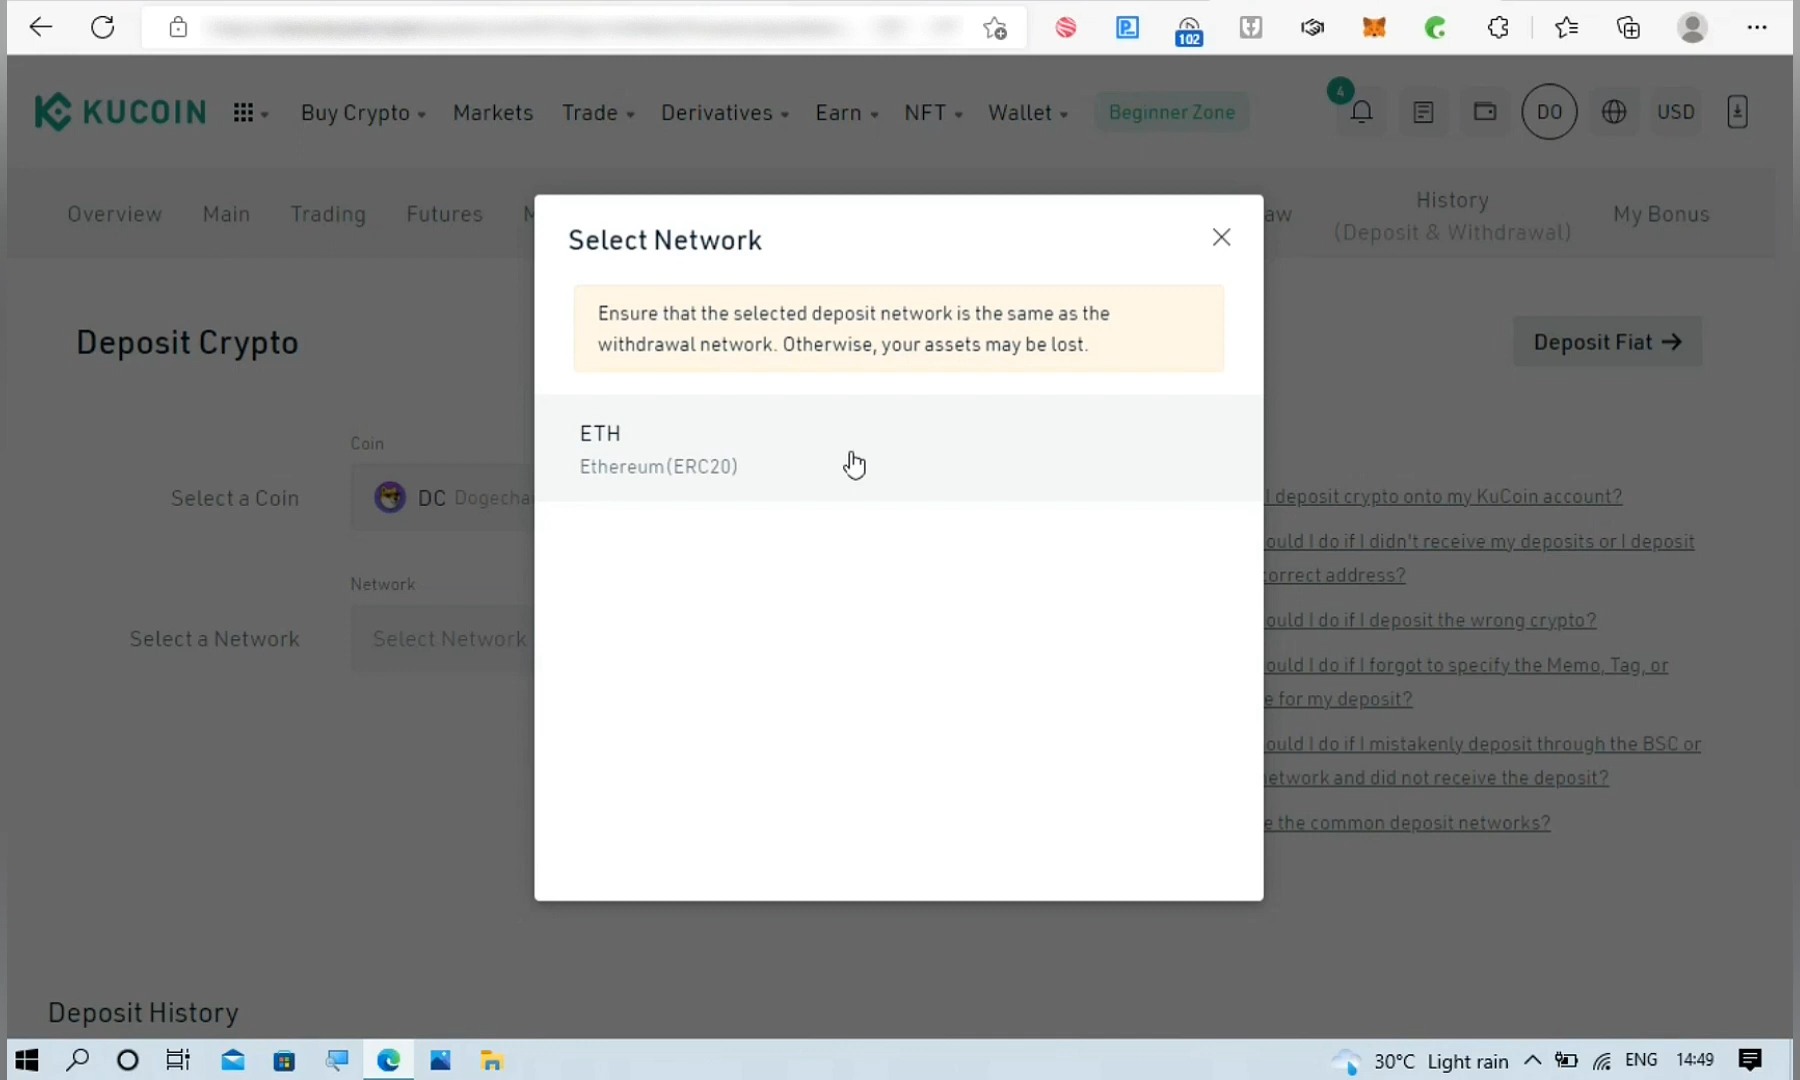 102
KUCOIN
Buy Crypto
Markets
Trade
Derivatives
Earn
NFT
Wallet
Beginner Zone
4
DO
USD
Overview
Main
Trading
Futures
M
aw
History
(Deposit & Withdrawal)
My Bonus
Select Network
Ensure that the selected deposit network is the same as the
withdrawal network. Otherwise, your assets may be lost.
Deposit Crypto
Deposit Fiat →
ETH
Ethereum(ERC20)
Coin
Select a Coin
DC Dogecha
Network
Select a Network
Select Network
I deposit crypto onto my KuCoin account?
ould I do if I didn't receive my deposits or I deposit
orrect address?
ould I do if I deposit the wrong crypto?
ould I do if I forgot to specify the Memo, Tag, or
e for my deposit?
ould I do if I mistakenly deposit through the BSC or
etwork and did not receive the deposit?
e the common deposit networks?
Deposit History
30°C Light rain
ENG
14:49